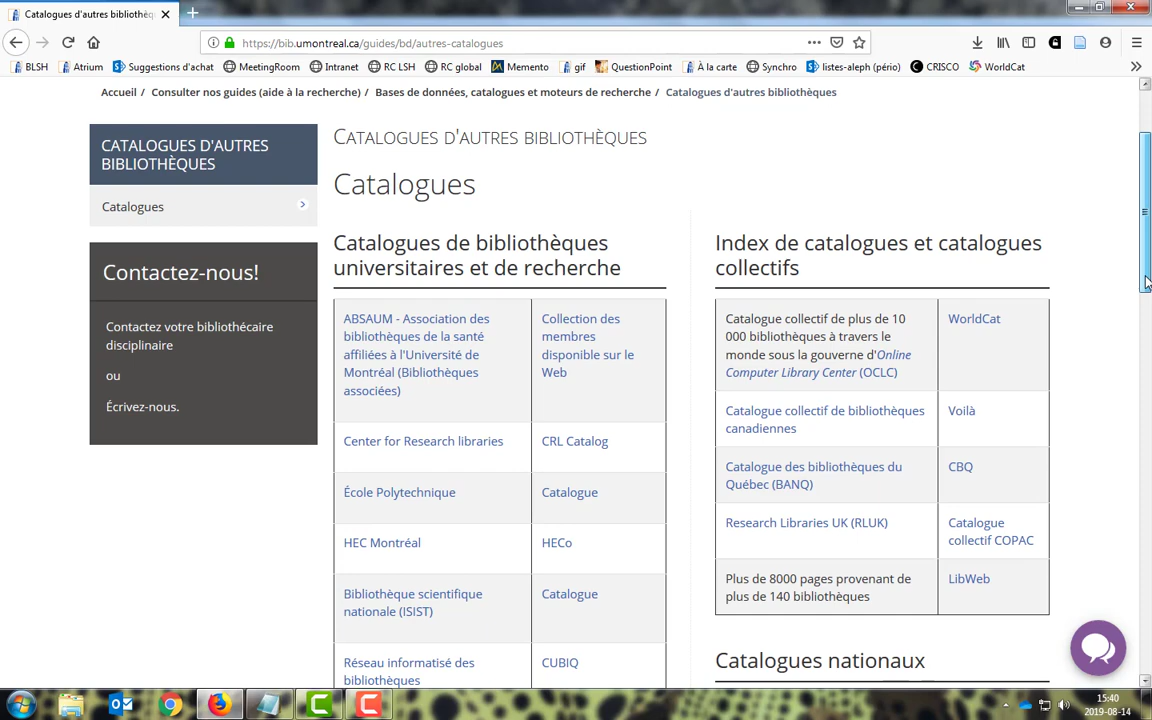 Catalogues d'autres bibliothèq
https://bib.umontreal.ca/guides/bd/autres-catalogues
BLSH Atrium Suggestions d'achat MeetingRoom Intranet RC LSH RC global Memento gif QuestionPoint À la carte Synchro listes-aleph (pério) CRISCO WorldCat
Accueil / Consulter nos guides (aide à la recherche) / Bases de données, catalogues et moteurs de recherche / Catalogues d'autres bibliothèques
CATALOGUES D'AUTRES
BIBLIOTHÈQUES
Catalogues
Contactez-nous!
Contactez votre bibliothécaire
disciplinaire
ou
Écrivez-nous.
CATALOGUES D'AUTRES BIBLIOTHÈQUES
Catalogues
Catalogues de bibliothèques
universitaires et de recherche
ABSAUM - Association des
bibliothèques de la santé
affiliées à l'Université de
Montréal (Bibliothèques
associées)
Collection des
membres
disponible sur le
Web
Center for Research libraries
CRL Catalog
École Polytechnique
Catalogue
HEC Montréal
HECo
Bibliothèque scientifique
nationale (ISIST)
Catalogue
Réseau informatisé des
bibliothèques
CUBIQ
Index de catalogues et catalogues
collectifs
Catalogue collectif de plus de 10
000 bibliothèques à travers le
monde sous la gouverne d'Online
Computer Library Center (OCLC)
WorldCat
Catalogue collectif de bibliothèques
canadiennes
Voilà
Catalogue des bibliothèques du
Québec (BANQ)
CBQ
Research Libraries UK (RLUK)
Catalogue
collectif COPAC
Plus de 8000 pages provenant de
plus de 140 bibliothèques
LibWeb
Catalogues nationaux
15:40
2019-08-14